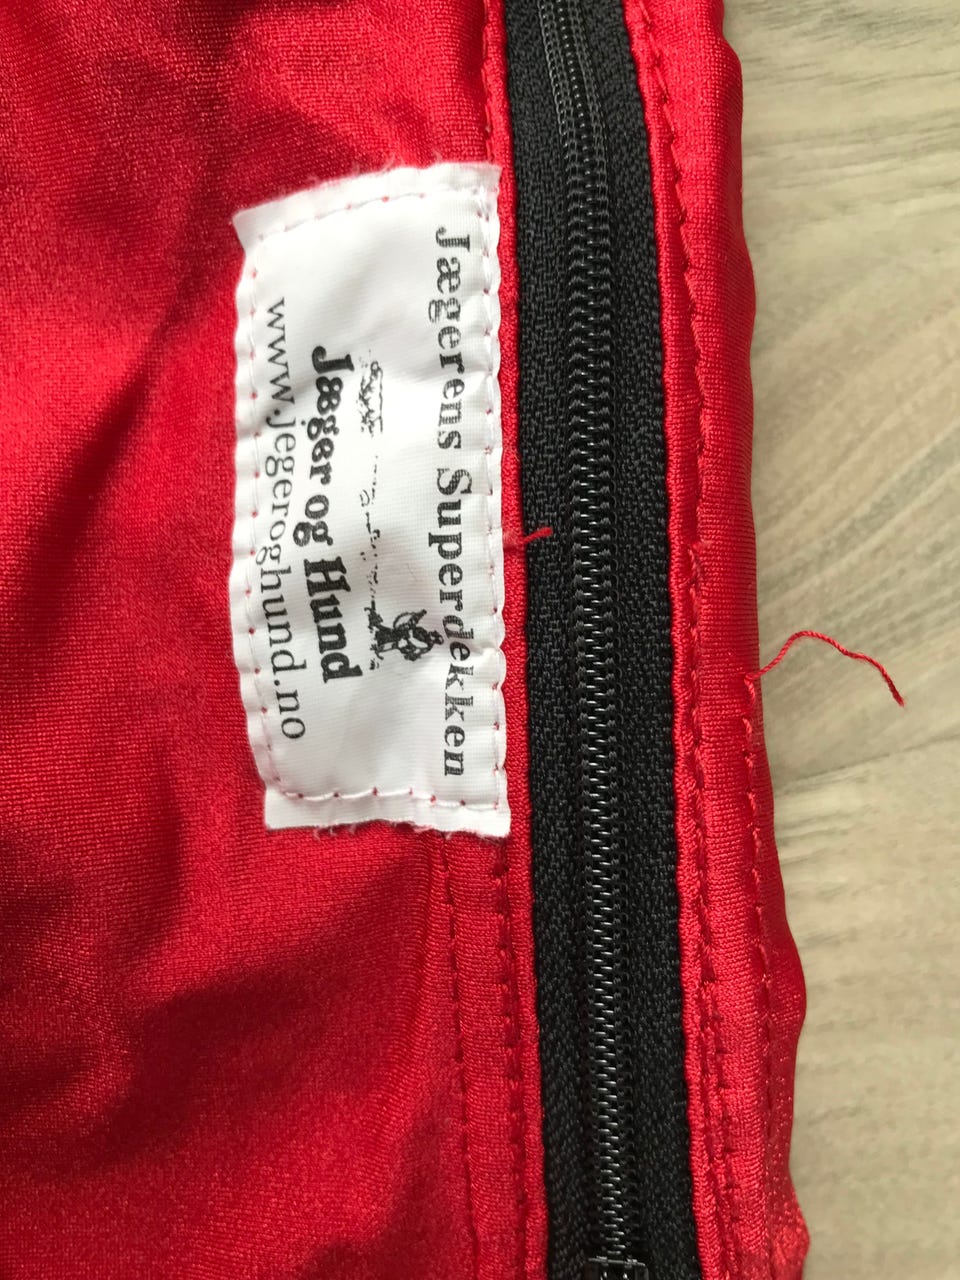 Jægerens Superdekken
Jæger og Hund
www.jegeroghund.no